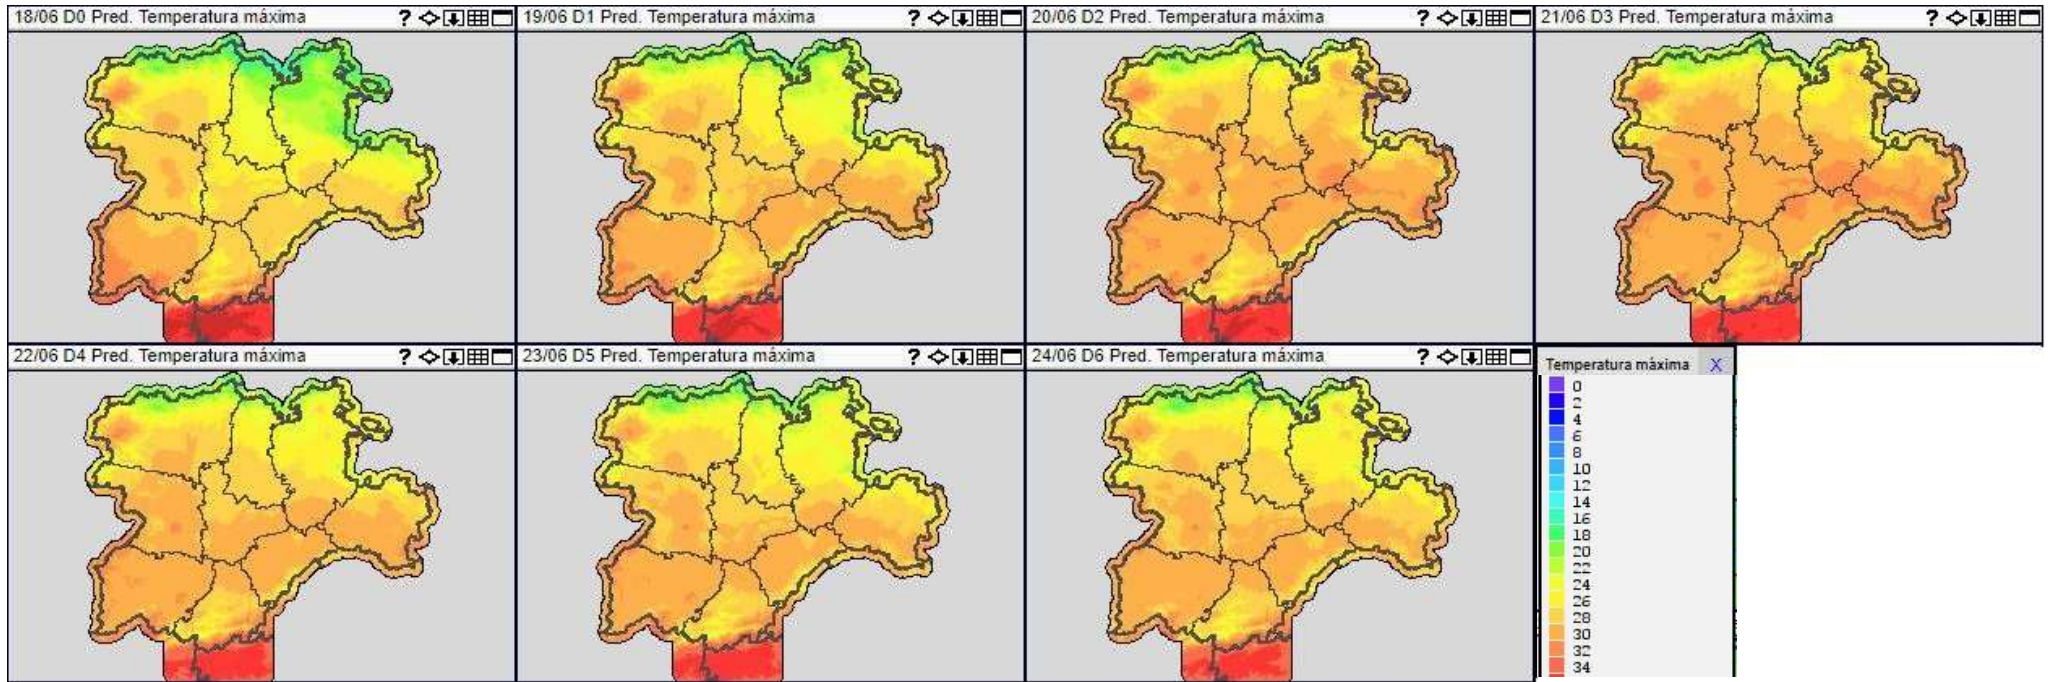 18/06 D0 Pred. Temperatura máxima ?
19/06 D1 Pred. Temperatura máxima ?
20/06 D2 Pred. Temperatura máxima ?
21/06 D3 Pred. Temperatura máxima ?
22/06 D4 Pred. Temperatura máxima ?
23/06 D5 Pred. Temperatura máxima ?
24/06 D6 Pred. Temperatura máxima ?
Temperatura máxima X
0
2
4
6
8
10
12
14
16
18
20
22
24
26
28
30
32
34